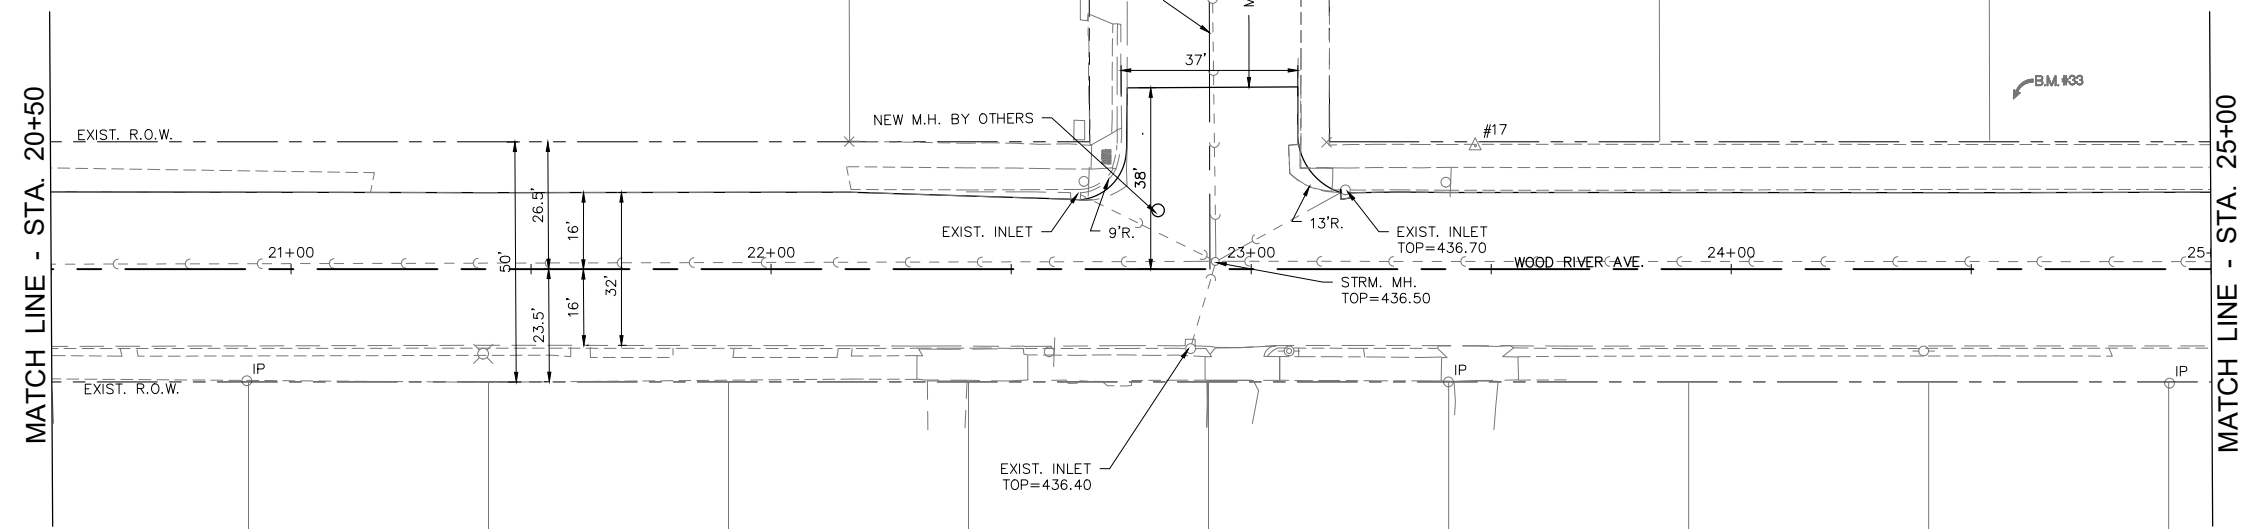 MATCH LINE - STA. 20+50
EXIST. R.O.W.
21+00
50'
26.5'
23.5'
16'
16'
32'
22+00
EXIST. R.O.W.
IP
NEW M.H. BY OTHERS
37'
38'
EXIST. INLET
9'R.
13'R.
#17
B.M. #33
EXIST. INLET
TOP=436.70
23+00
WOOD RIVER AVE.
24+00
25+
STRM. MH.
TOP=436.50
EXIST. INLET
TOP=436.40
IP
IP
MATCH LINE - STA. 25+00